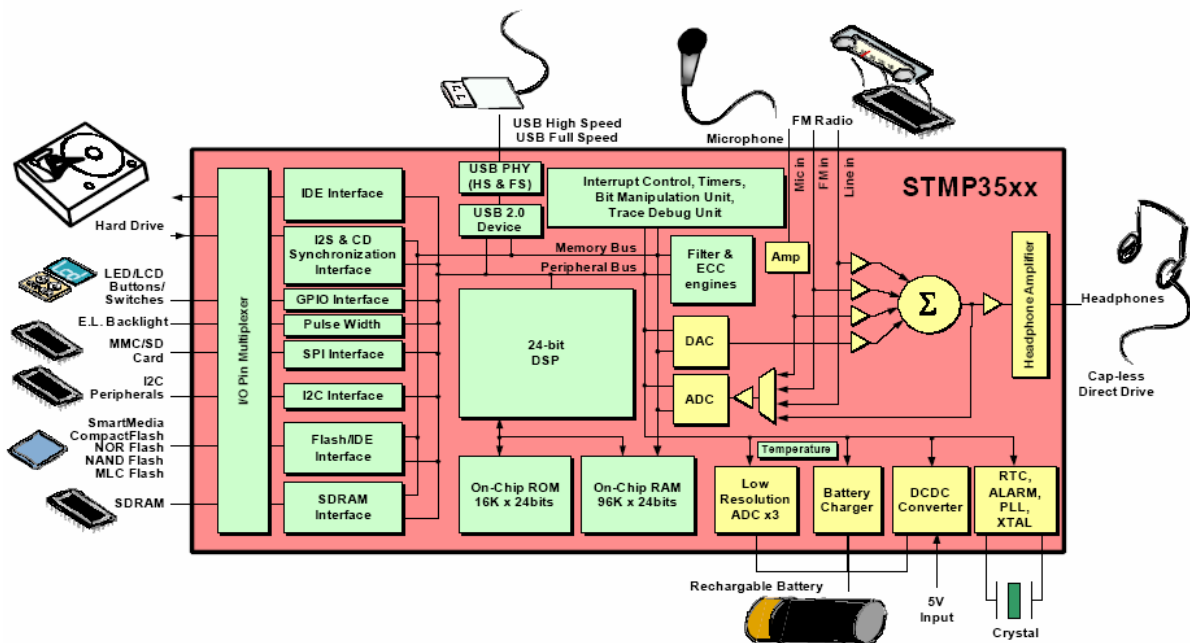 USB High Speed
USB Full Speed
Microphone
FM Radio
Hard Drive
LED/LCD
Buttons/
Switches
E.L. Backlight
MMC/SD
Card
I2C
Peripherals
SmartMedia
CompactFlash
NOR Flash
NAND Flash
MLC Flash
SDRAM
I/O Pin Multiplexer
IDE Interface
I2S & CD
Synchronization
Interface
GPIO Interface
Pulse Width
SPI Interface
I2C Interface
Flash/IDE
Interface
SDRAM
Interface
USB PHY
(HS & FS)
USB 2.0
Device
Interrupt Control, Timers,
Bit Manipulation Unit,
Trace Debug Unit
Memory Bus
Peripheral Bus
Filter &
ECC
engines
24-bit
DSP
DAC
ADC
On-Chip ROM
16K x 24bits
On-Chip RAM
96K x 24bits
Mic in
FM in
Line in
STMP35xx
Amp
Σ
Headphone Amplifier
Headphones
Cap-less
Direct Drive
Temperature
Low
Resolution
ADC x3
Battery
Charger
DCDC
Converter
RTC,
ALARM,
PLL,
XTAL
Rechargable Battery
5V
Input
Crystal